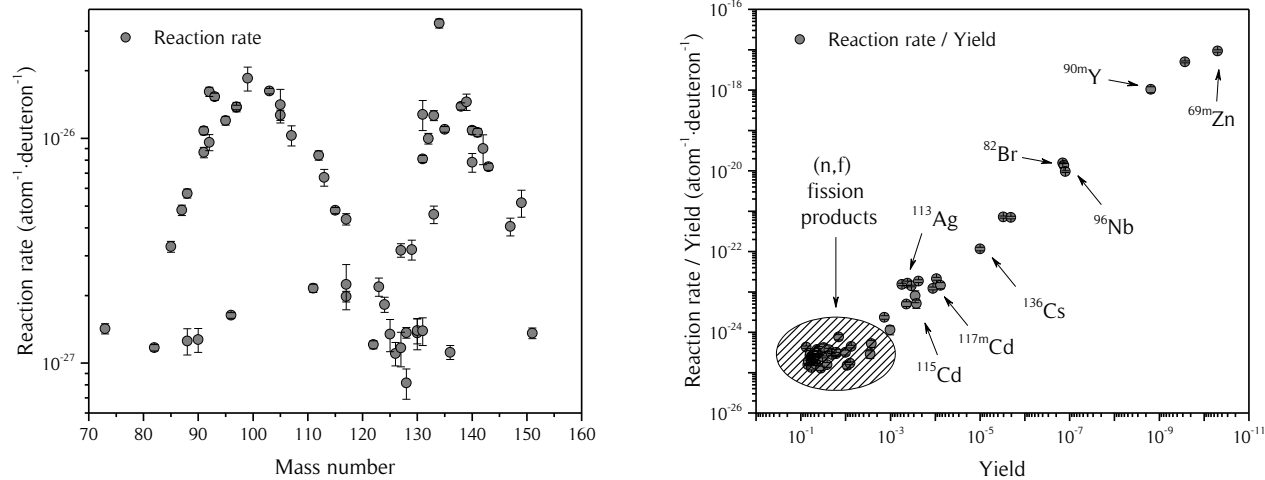 Reaction rate
Reaction rate (atom⁻¹·deuteron⁻¹)
10⁻²⁶
10⁻²⁷
70 80 90 100 110 120 130 140 150 160
Mass number
Reaction rate / Yield
Reaction rate / Yield (atom⁻¹·deuteron⁻¹)
10⁻¹⁶
10⁻¹⁸
10⁻²⁰
10⁻²²
10⁻²⁴
10⁻²⁶
⁹⁰ᵐY
⁶⁹ᵐZn
⁸²Br
⁹⁶Nb
(n,f)
fission
products
¹¹³Ag
¹³⁶Cs
¹¹⁷ᵐCd
¹¹⁵Cd
10⁻¹ 10⁻³ 10⁻⁵ 10⁻⁷ 10⁻⁹ 10⁻¹¹
Yield